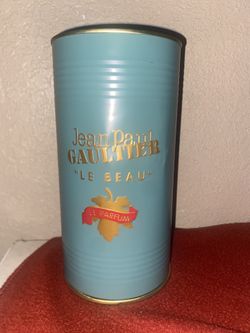 Jean Paul
GAULTIER
"LE BEAU"
LE PARFUM